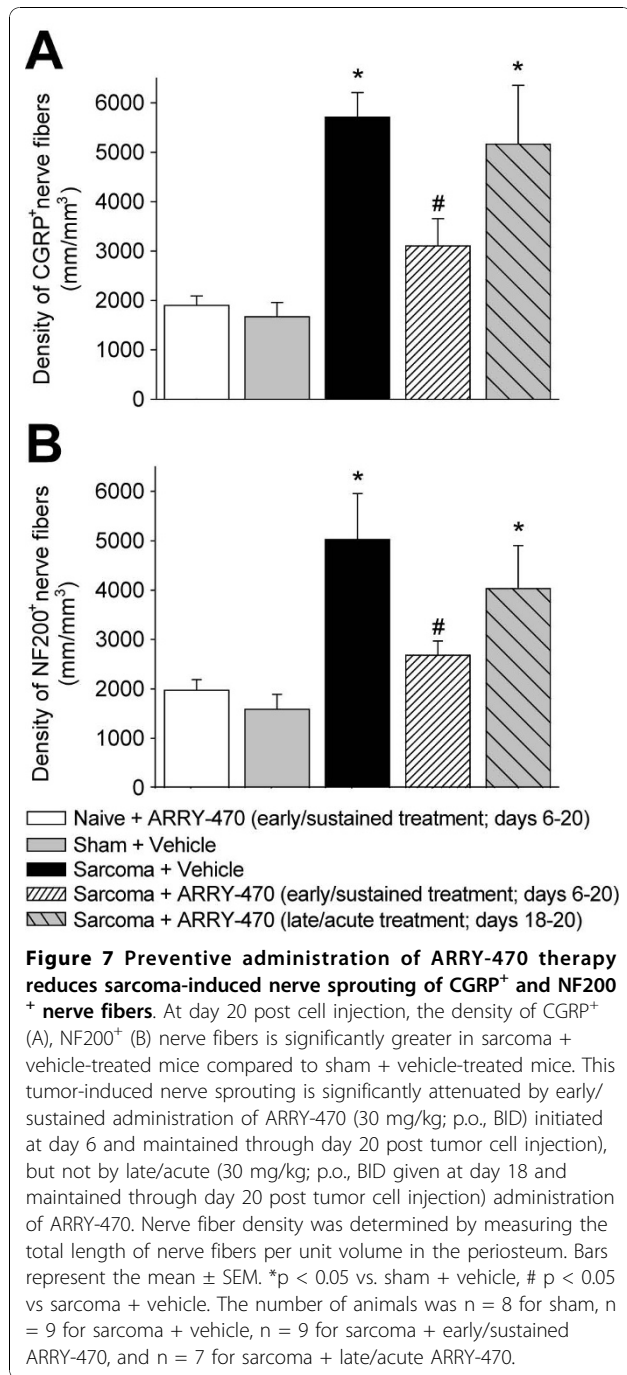 A
Density of CGRP⁺nerve fibers
(mm/mm³)
6000
5000
4000
3000
2000
1000
0
*
#
*
B
Density of NF200⁺nerve fibers
(mm/mm³)
6000
5000
4000
3000
2000
1000
0
*
#
*
Naive + ARRY-470 (early/sustained treatment; days 6-20)
Sham + Vehicle
Sarcoma + Vehicle
Sarcoma + ARRY-470 (early/sustained treatment; days 6-20)
Sarcoma + ARRY-470 (late/acute treatment; days 18-20)
Figure 7 Preventive administration of ARRY-470 therapy
reduces sarcoma-induced nerve sprouting of CGRP⁺ and NF200
⁺ nerve fibers. At day 20 post cell injection, the density of CGRP⁺
(A), NF200⁺ (B) nerve fibers is significantly greater in sarcoma +
vehicle-treated mice compared to sham + vehicle-treated mice. This
tumor-induced nerve sprouting is significantly attenuated by early/
sustained administration of ARRY-470 (30 mg/kg; p.o., BID) initiated
at day 6 and maintained through day 20 post tumor cell injection),
but not by late/acute (30 mg/kg; p.o., BID given at day 18 and
maintained through day 20 post tumor cell injection) administration
of ARRY-470. Nerve fiber density was determined by measuring the
total length of nerve fibers per unit volume in the periosteum. Bars
represent the mean ± SEM. *p < 0.05 vs. sham + vehicle, # p < 0.05
vs sarcoma + vehicle. The number of animals was n = 8 for sham, n
= 9 for sarcoma + vehicle, n = 9 for sarcoma + early/sustained
ARRY-470, and n = 7 for sarcoma + late/acute ARRY-470.